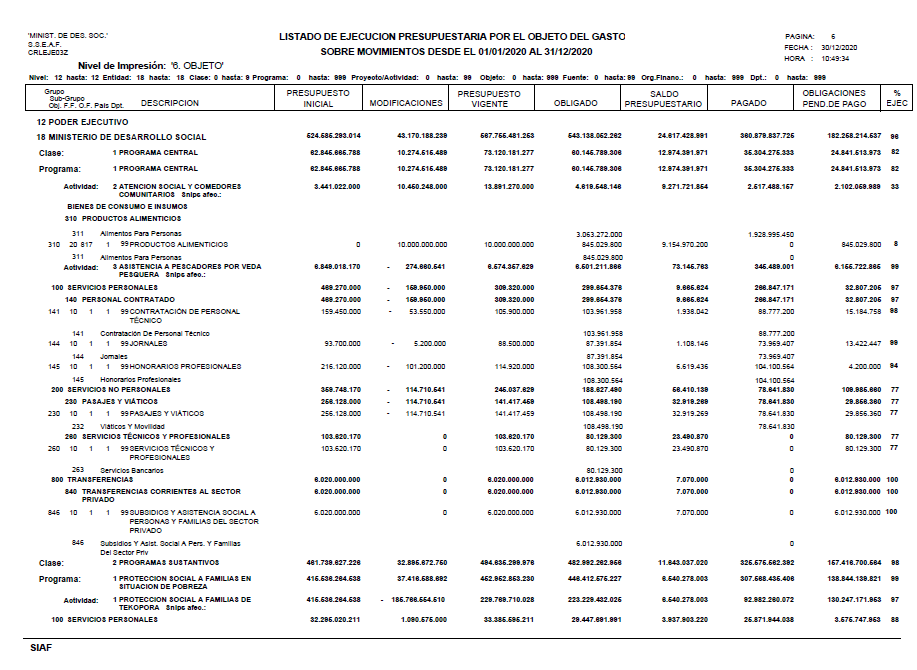 'MINIST. DE DES. SOC.'
S.S.E.A.F.
CRLEJE03Z
LISTADO DE EJECUCION PRESUPUESTARIA POR EL OBJETO DEL GASTO
SOBRE MOVIMIENTOS DESDE EL 01/01/2020 AL 31/12/2020
PAGINA: 6
FECHA : 30/12/2020
HORA : 10:49:34
Nivel de Impresión: '6. OBJETO'
Nivel: 12 hasta: 12 Entidad: 18 hasta: 18 Clase: 0 hasta: 9 Programa: 0 hasta: 999 Proyecto/Actividad: 0 hasta: 99 Objeto: 0 hasta: 999 Fuente: 0 hasta: 99 Org.Financ.: 0 hasta: 999 Dpt.: 0 hasta: 999
Grupo
Sub-Grupo
Obj. F.F. O.F. Pais Dpt. DESCRIPCION PRESUPUESTO INICIAL MODIFICACIONES PRESUPUESTO VIGENTE OBLIGADO SALDO PRESUPUESTARIO PAGADO OBLIGACIONES PEND.DE PAGO % EJEC
12 PODER EJECUTIVO
18 MINISTERIO DE DESARROLLO SOCIAL 524.585.293.014 43.170.188.239 567.755.481.253 543.138.052.262 24.617.428.991 360.879.837.725 182.258.214.537 96
Clase: 1 PROGRAMA CENTRAL 62.845.665.788 10.274.515.489 73.120.181.277 60.145.789.306 12.974.391.971 35.304.275.333 24.841.513.973 82
Programa: 1 PROGRAMA CENTRAL 62.845.665.788 10.274.515.489 73.120.181.277 60.145.789.306 12.974.391.971 35.304.275.333 24.841.513.973 82
Actividad: 2 ATENCION SOCIAL Y COMEDORES 3.441.022.000 10.450.248.000 13.891.270.000 4.619.548.146 9.271.721.854 2.517.488.157 2.102.059.989 33
COMUNITARIOS Snips afec.:
BIENES DE CONSUMO E INSUMOS
310 PRODUCTOS ALIMENTICIOS
311 Alimentos Para Personas 3.053.272.000 1.928.995.450
310 20 817 1 99 PRODUCTOS ALIMENTICIOS 0 10.000.000.000 10.000.000.000 845.029.800 9.154.970.200 0 845.029.800 8
311 Alimentos Para Personas 845.029.800 0
Actividad: 3 ASISTENCIA A PESCADORES POR VEDA 6.849.018.170 - 274.660.541 6.574.357.629 6.501.211.866 73.145.763 345.489.001 6.155.722.865 99
PESQUERA Snips afec.:
100 SERVICIOS PERSONALES 469.270.000 - 159.950.000 309.320.000 299.654.376 9.665.624 266.847.171 32.807.205 97
140 PERSONAL CONTRATADO 469.270.000 - 159.950.000 309.320.000 299.654.376 9.665.624 266.847.171 32.807.205 97
141 10 1 1 99 CONTRATACIÓN DE PERSONAL 159.450.000 - 53.550.000 105.900.000 103.961.958 1.938.042 88.777.200 15.184.758 98
TÉCNICO
141 Contratación De Personal Técnico 103.961.958 88.777.200
144 10 1 1 99 JORNALES 93.700.000 - 5.200.000 88.500.000 87.391.854 1.108.146 73.969.407 13.422.447 99
144 Jornales 87.391.854 73.969.407
145 10 1 1 99 HONORARIOS PROFESIONALES 216.120.000 - 101.200.000 114.920.000 108.300.564 6.619.436 104.100.564 4.200.000 94
145 Honorarios Profesionales 108.300.564 104.100.564
200 SERVICIOS NO PERSONALES 359.748.170 - 114.710.541 245.037.629 188.627.490 56.410.139 78.641.830 109.985.660 77
230 PASAJES Y VIÁTICOS 256.128.000 - 114.710.541 141.417.459 108.498.190 32.919.269 78.641.830 29.856.360 77
230 10 1 1 99 PASAJES Y VIÁTICOS 256.128.000 - 114.710.541 141.417.459 108.498.190 32.919.269 78.641.830 29.856.360 77
232 Viáticos Y Movilidad 108.498.190 78.641.830
260 SERVICIOS TÉCNICOS Y PROFESIONALES 103.620.170 0 103.620.170 80.129.300 23.490.870 0 80.129.300 77
260 10 1 1 99 SERVICIOS TÉCNICOS Y 103.620.170 0 103.620.170 80.129.300 23.490.870 0 80.129.300 77
PROFESIONALES
263 Servicios Bancarios 80.129.300 0
800 TRANSFERENCIAS 6.020.000.000 0 6.020.000.000 6.012.930.000 7.070.000 0 6.012.930.000 100
840 TRANSFERENCIAS CORRIENTES AL SECTOR 6.020.000.000 0 6.020.000.000 6.012.930.000 7.070.000 0 6.012.930.000 100
PRIVADO
846 10 1 1 99 SUBSIDIOS Y ASISTENCIA SOCIAL A 6.020.000.000 0 6.020.000.000 6.012.930.000 7.070.000 0 6.012.930.000 100
PERSONAS Y FAMILIAS DEL SECTOR
PRIVADO
846 Subsidios Y Asist. Social A Pers. Y Familias 6.012.930.000 0
Del Sector Priv
Clase: 2 PROGRAMAS SUSTANTIVOS 461.739.627.226 32.895.672.750 494.635.299.976 482.992.262.956 11.643.037.020 325.575.562.392 157.416.700.564 98
Programa: 1 PROTECCION SOCIAL A FAMILIAS EN 415.536.264.538 37.416.588.692 452.952.853.230 446.412.575.227 6.540.278.003 307.568.435.406 138.844.139.821 99
SITUACION DE POBREZA
Actividad: 1 PROTECCION SOCIAL A FAMILIAS DE 415.536.264.538 - 185.766.554.510 229.769.710.028 223.229.432.025 6.540.278.003 92.982.260.072 130.247.171.953 97
TEKOPORA Snips afec.:
100 SERVICIOS PERSONALES 32.295.020.211 1.090.575.000 33.385.595.211 29.447.691.991 3.937.903.220 25.871.944.038 3.575.747.953 88
SIAF